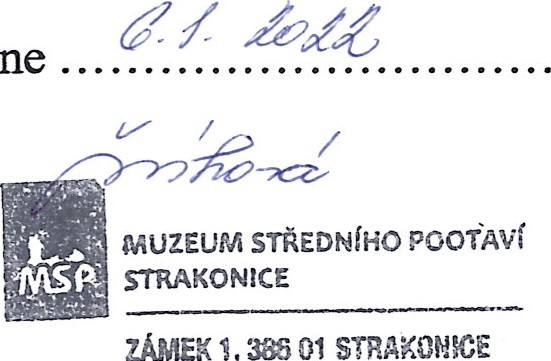 ne 6.1.2022
MSP
MUZEUM STŘEDNÍHO POOTAVÍ
STRAKONICE
ZÁMEK 1, 386 01 STRAKONICE